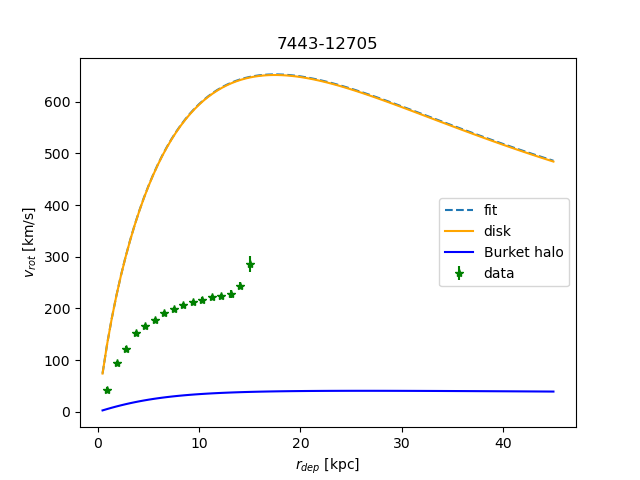 7443-12705
600
500
400
300
200
100
0
v_rot [km/s]
fit
disk
Burket halo
data
0 10 20 30 40
r_dep [kpc]